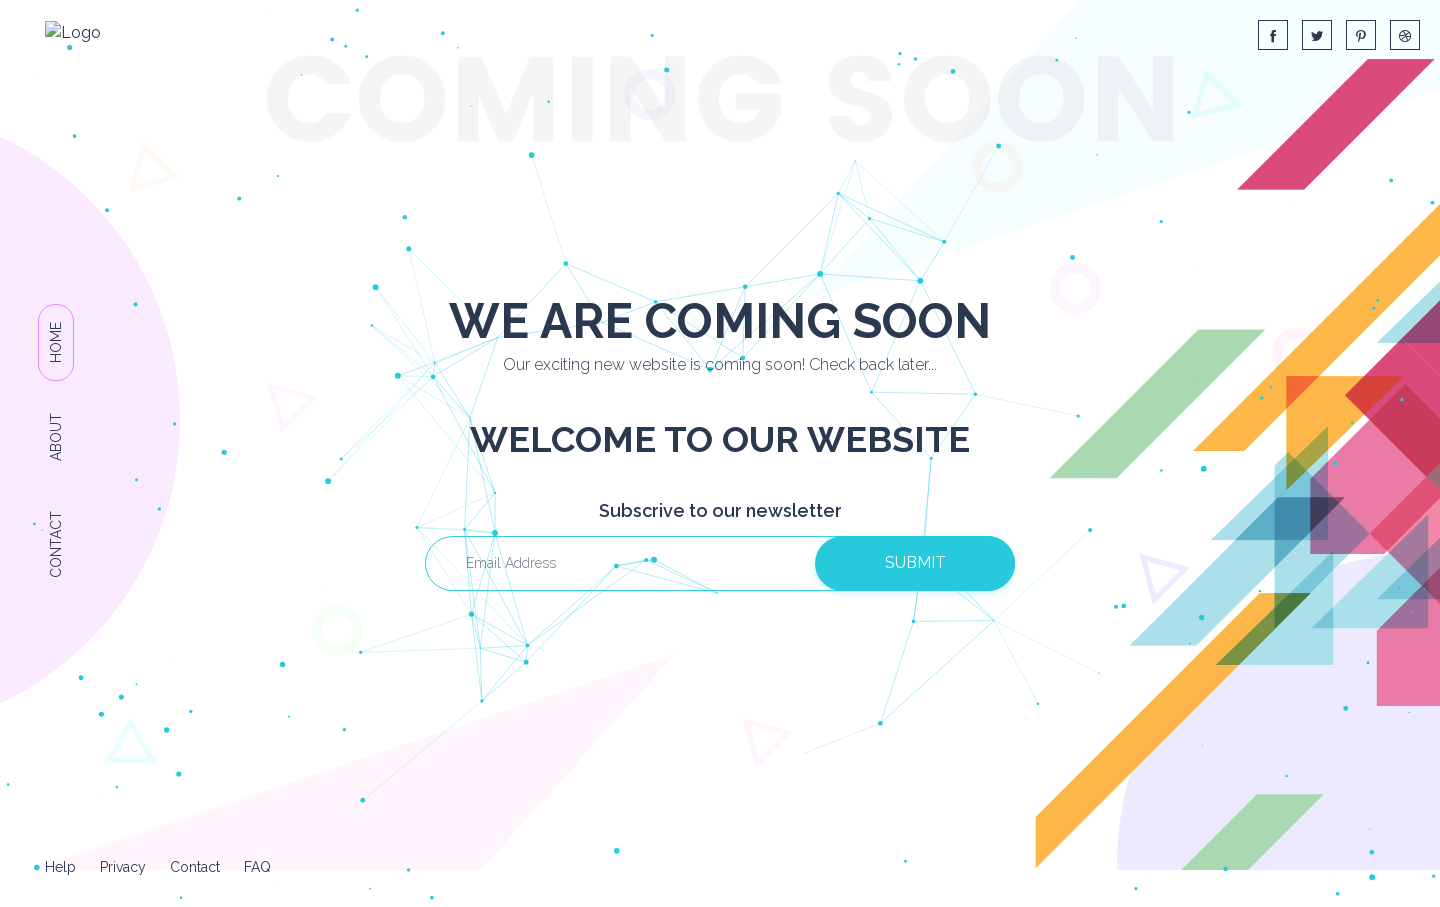 Logo
COMING SOON
HOME
ABOUT
CONTACT
WE ARE COMING SOON
Our exciting new website is coming soon! Check back later...
WELCOME TO OUR WEBSITE
Subscrive to our newsletter
Email Address
SUBMIT
Help
Privacy
Contact
FAQ